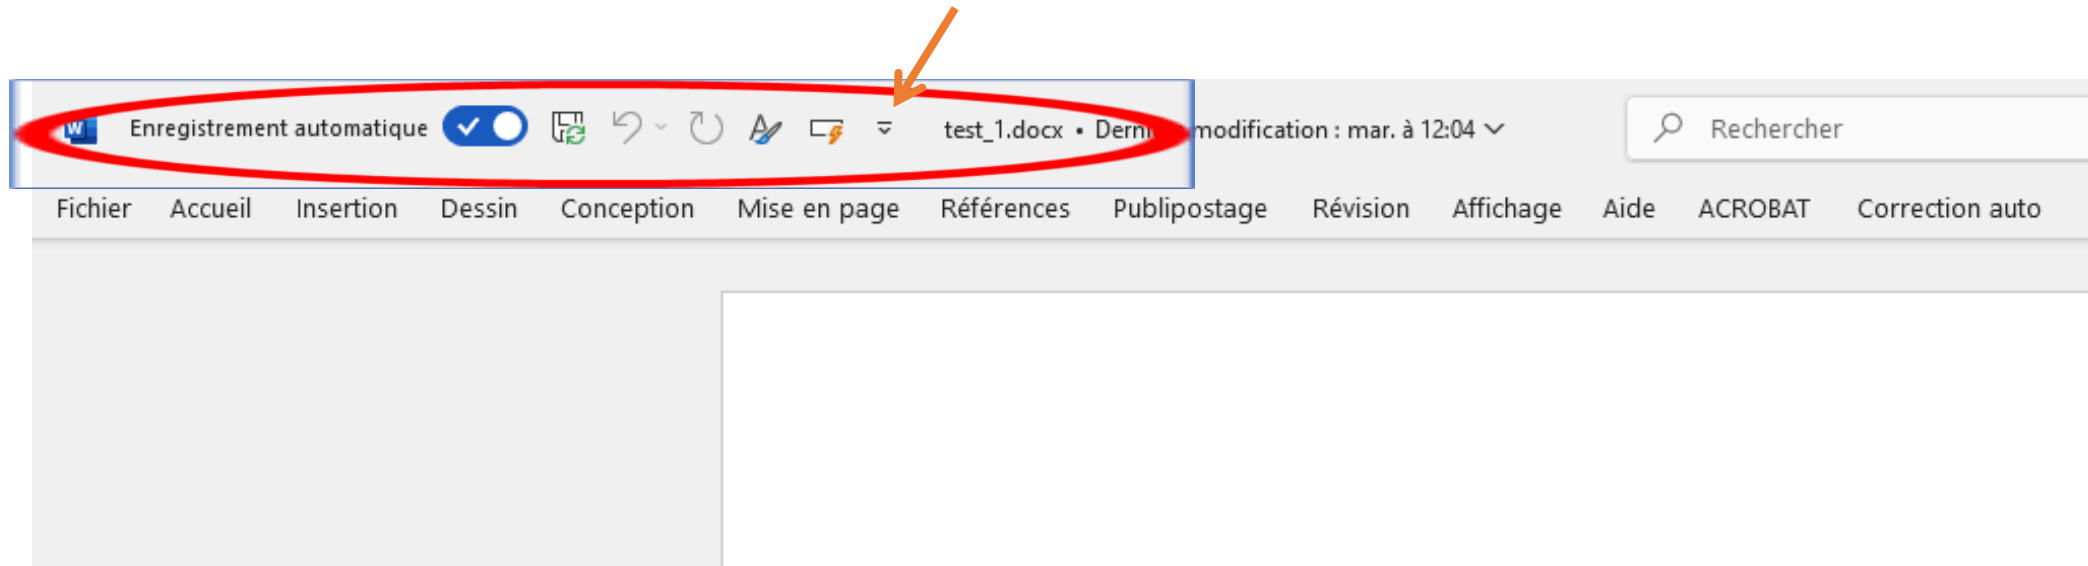 W Enregistrement automatique test_1.docx • modification : mar. à 12:04 Rechercher
Fichier Accueil Insertion Dessin Conception Mise en page Références Publipostage Révision Affichage Aide ACROBAT Correction auto